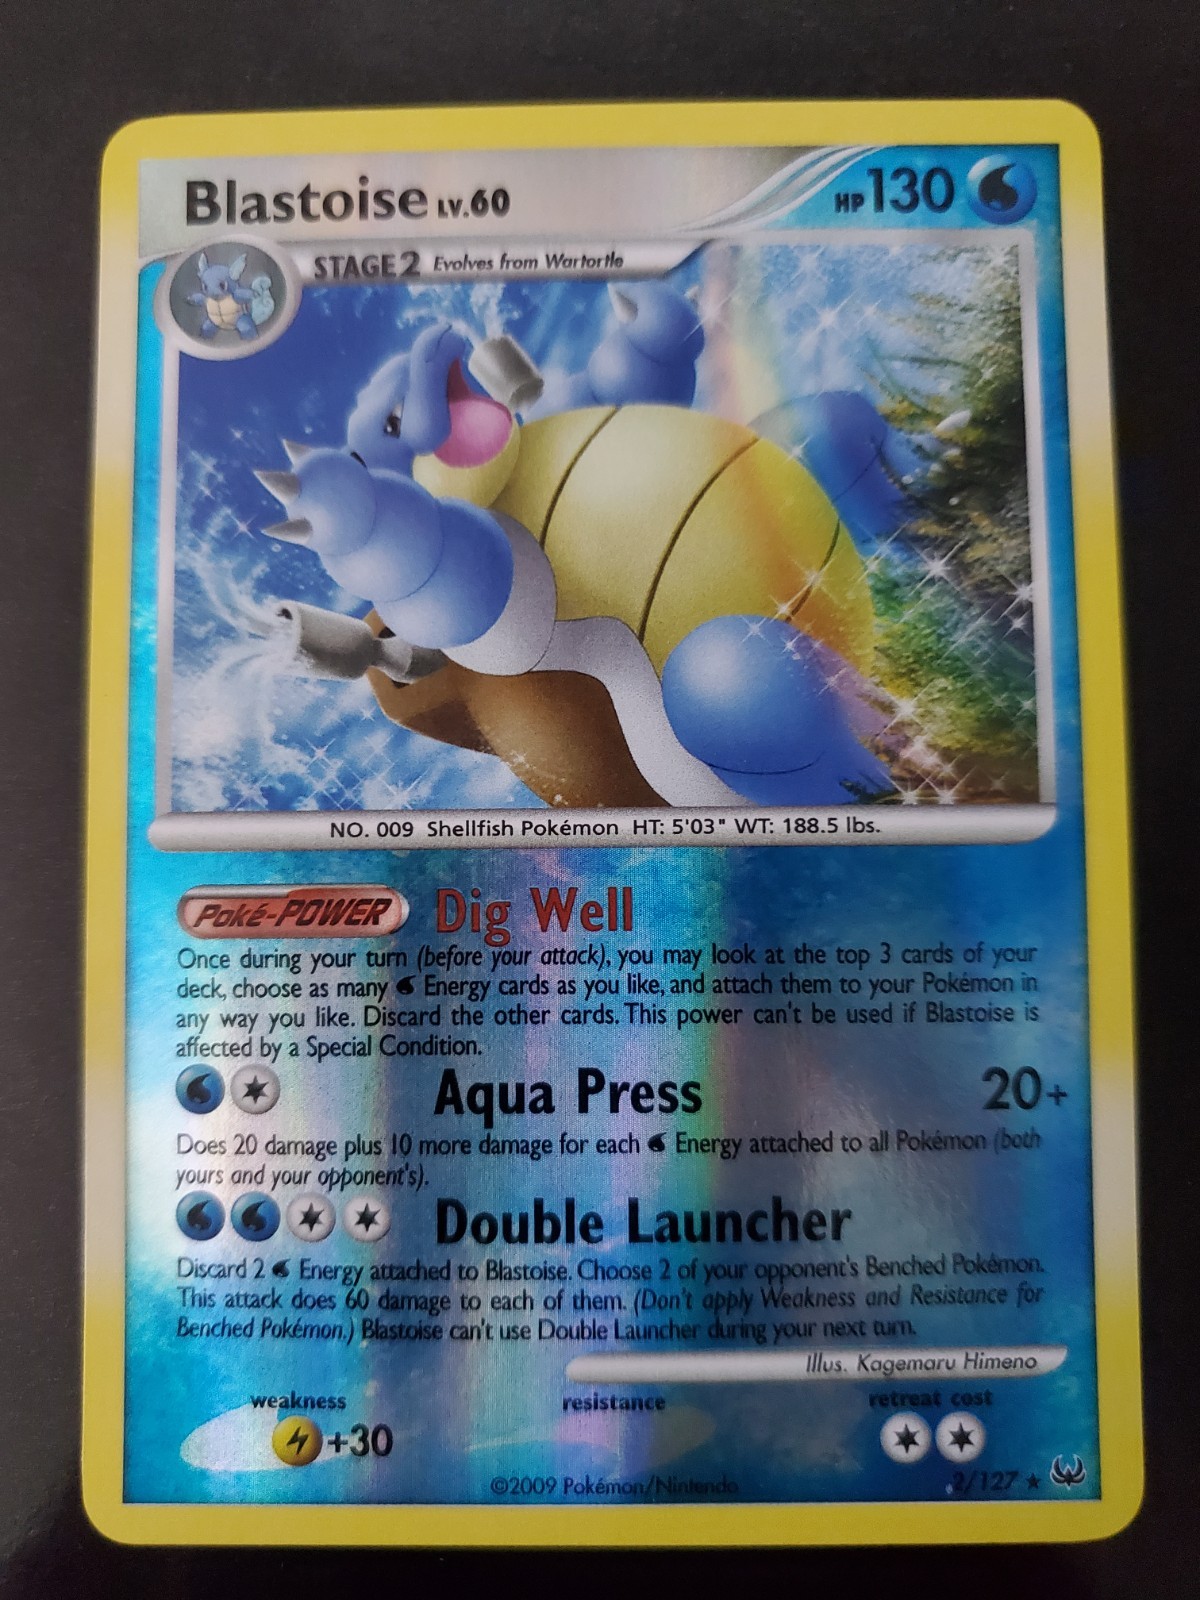 Blastoise LV.60 HP 130
STAGE 2 Evolves from Wartortle
NO. 009 Shellfish Pokémon HT: 5'03" WT: 188.5 lbs.
Poké-POWER Dig Well
Once during your turn (before your attack), you may look at the top 3 cards of your
deck, choose as many Energy cards as you like, and attach them to your Pokémon in
any way you like. Discard the other cards. This power can't be used if Blastoise is
affected by a Special Condition.
Aqua Press 20+
Does 20 damage plus 10 more damage for each Energy attached to all Pokémon (both
yours and your opponent's).
Double Launcher
Discard 2 Energy attached to Blastoise. Choose 2 of your opponent's Benched Pokémon.
This attack does 60 damage to each of them. (Don't apply Weakness and Resistance for
Benched Pokémon.) Blastoise can't use Double Launcher during your next turn.
Illus. Kagemaru Himeno
weakness resistance retreat cost
+30
©2009 Pokémon/Nintendo 2/127 ★